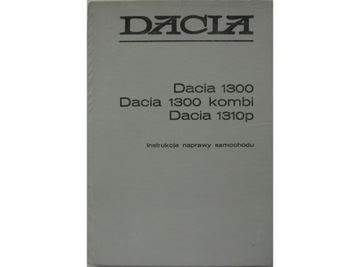 DACIA
Dacia 1300
Dacia 1300 kombi
Dacia 1310p
Instrukcja naprawy samochodu